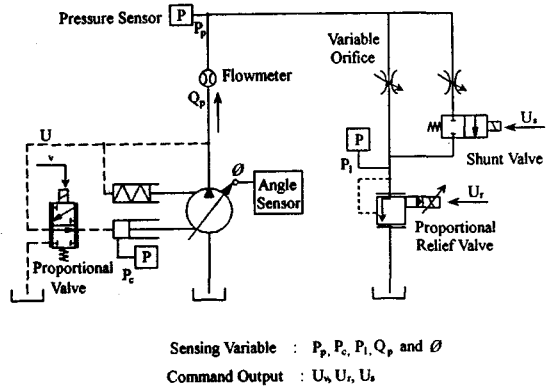 Pressure Sensor P
Pp
Flowmeter
Qp
Variable
Orifice
P
Pl
Us
Shunt Valve
U
v
Ø
Angle
Sensor
Ur
Proportional
Relief Valve
Proportional
Valve
Pc
P
Sensing Variable : Pp, Pc, Pl, Qp and Ø
Command Output : Uv, Ur, Us